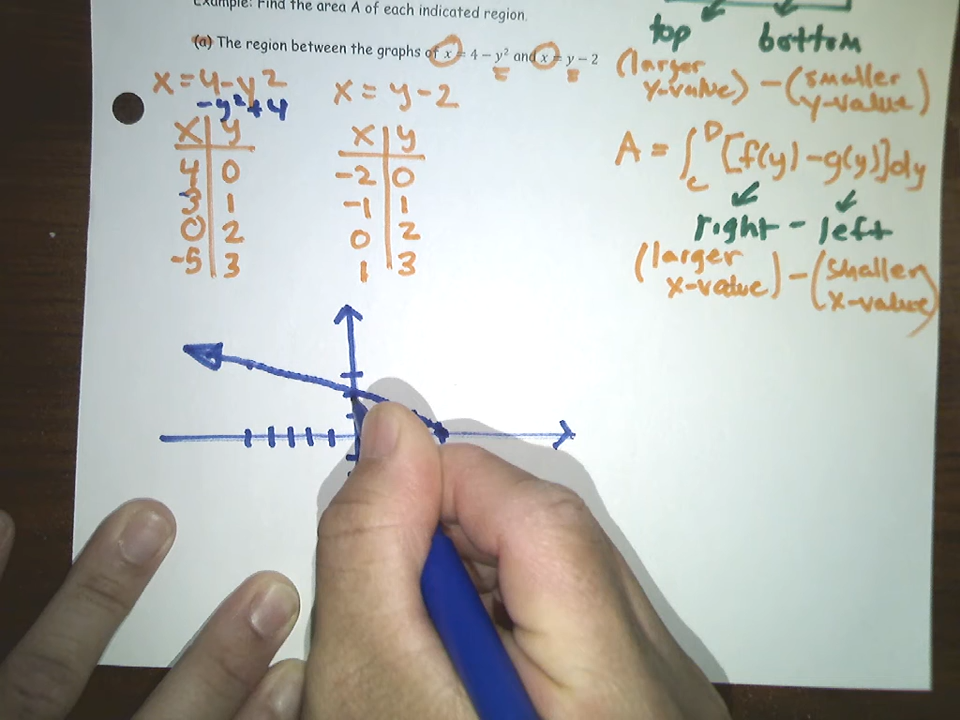 Example: Find the area A of each indicated region.
(a) The region between the graphs of x = 4 − y² and x = y − 2
top bottom
(larger y-value) − (smaller y-value)
x = 4 − y²
−y² + 4
x y
4 0
3 1
0 2
-5 3
x = y − 2
x y
-2 0
-1 1
0 2
1 3
A = ∫_c^D [f(y) − g(y)] dy
right − left
(larger x-value) − (smaller x-value)